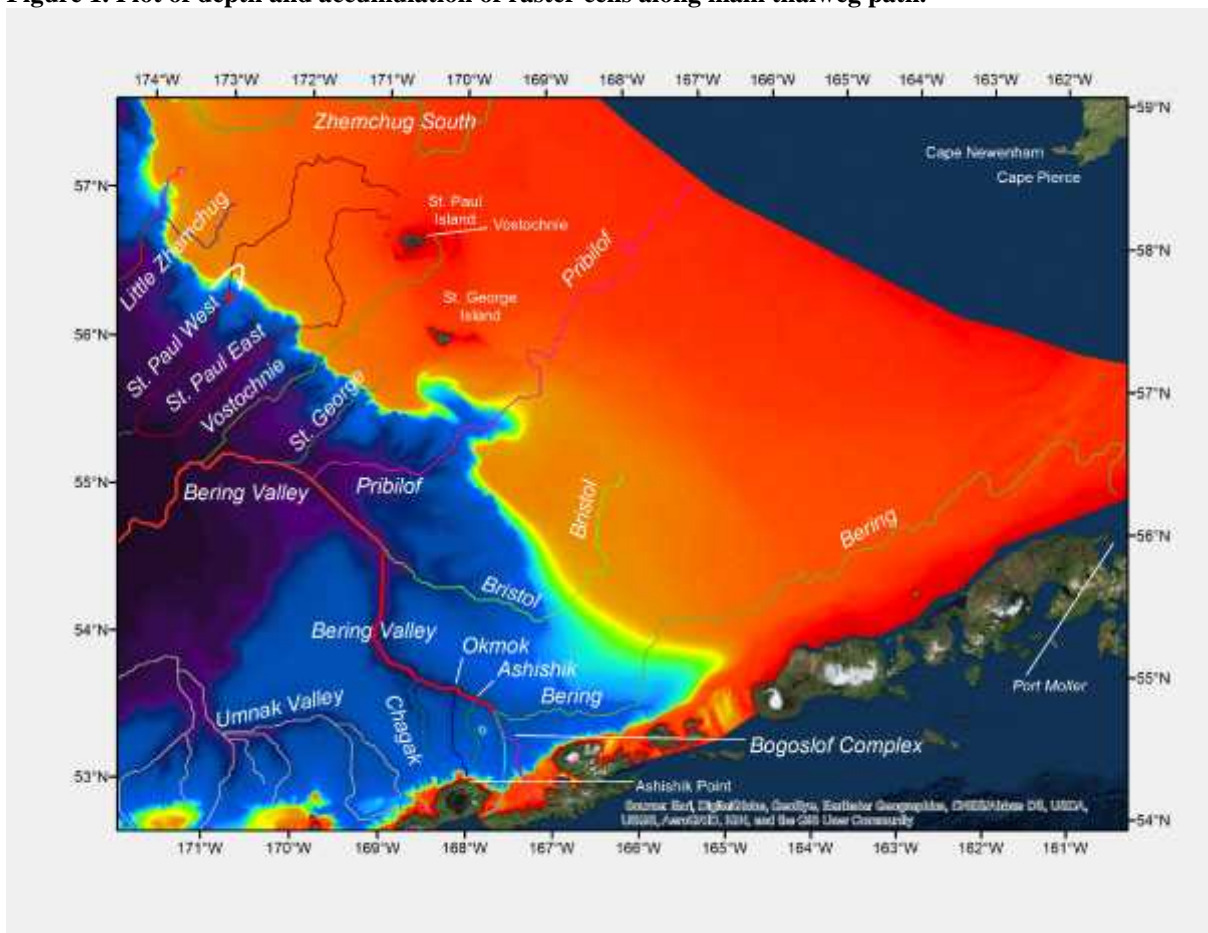 Figure 1. Plot of depth and accumulation of raster cells along main thalweg path.
174°W 173°W 172°W 171°W 170°W 169°W 168°W 167°W 166°W 165°W 164°W 163°W 162°W
59°N
Zhemchug South
Cape Newenham
Cape Pierce
57°N
St. Paul
Island
Vostochnie
58°N
Little Zhemchug
Pribilof
St. George
Island
56°N
St. Paul West
St. Paul East
Vostochnie
St. George
57°N
55°N
Bering Valley
Pribilof
Bristol
Bering
56°N
Bristol
54°N
Bering Valley
Okmok
Ashishik
55°N
Port Moller
Umnak Valley
Chagak
Bering
Bogoslof Complex
53°N
Ashishik Point
Source: Esri, DigitalGlobe, GeoEye, Earthstar Geographics, CNES/Airbus DS, USDA,
USGS, AeroGRID, IGN, and the GIS User Community
54°N
171°W 170°W 169°W 168°W 167°W 166°W 165°W 164°W 163°W 162°W 161°W